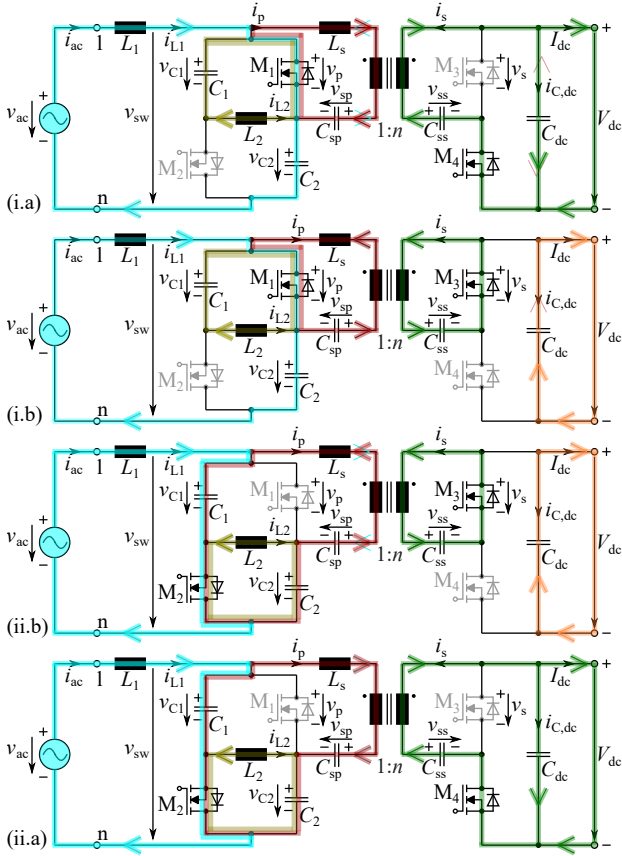 i_p i_s
i_ac 1 L_1 i_L1 L_s I_dc +
v_C1 + − C_1 M_1 + − v_p M_3 + − v_s i_C,dc
v_ac + − v_sw i_L2 L_2 v_sp − + C_sp 1:n v_ss + − C_ss C_dc V_dc
M_2 v_C2 + − C_2 M_4
(i.a) n −
i_p i_s
i_ac 1 L_1 i_L1 L_s I_dc +
v_C1 + − C_1 M_1 + − v_p M_3 + − v_s i_C,dc
v_ac + − v_sw i_L2 L_2 v_sp − + C_sp 1:n v_ss + − C_ss C_dc V_dc
M_2 v_C2 + − C_2 M_4
(i.b) n −
i_p i_s
i_ac 1 L_1 i_L1 L_s I_dc +
v_C1 + − C_1 M_1 + − v_p M_3 + − v_s i_C,dc
v_ac + − v_sw i_L2 L_2 v_sp − + C_sp 1:n v_ss + − C_ss C_dc V_dc
M_2 v_C2 + − C_2 M_4
(ii.b) n −
i_p i_s
i_ac 1 L_1 i_L1 L_s I_dc +
v_C1 + − C_1 M_1 + − v_p M_3 + − v_s i_C,dc
v_ac + − v_sw i_L2 L_2 v_sp − + C_sp 1:n v_ss + − C_ss C_dc V_dc
M_2 v_C2 + − C_2 M_4
(ii.a) n −